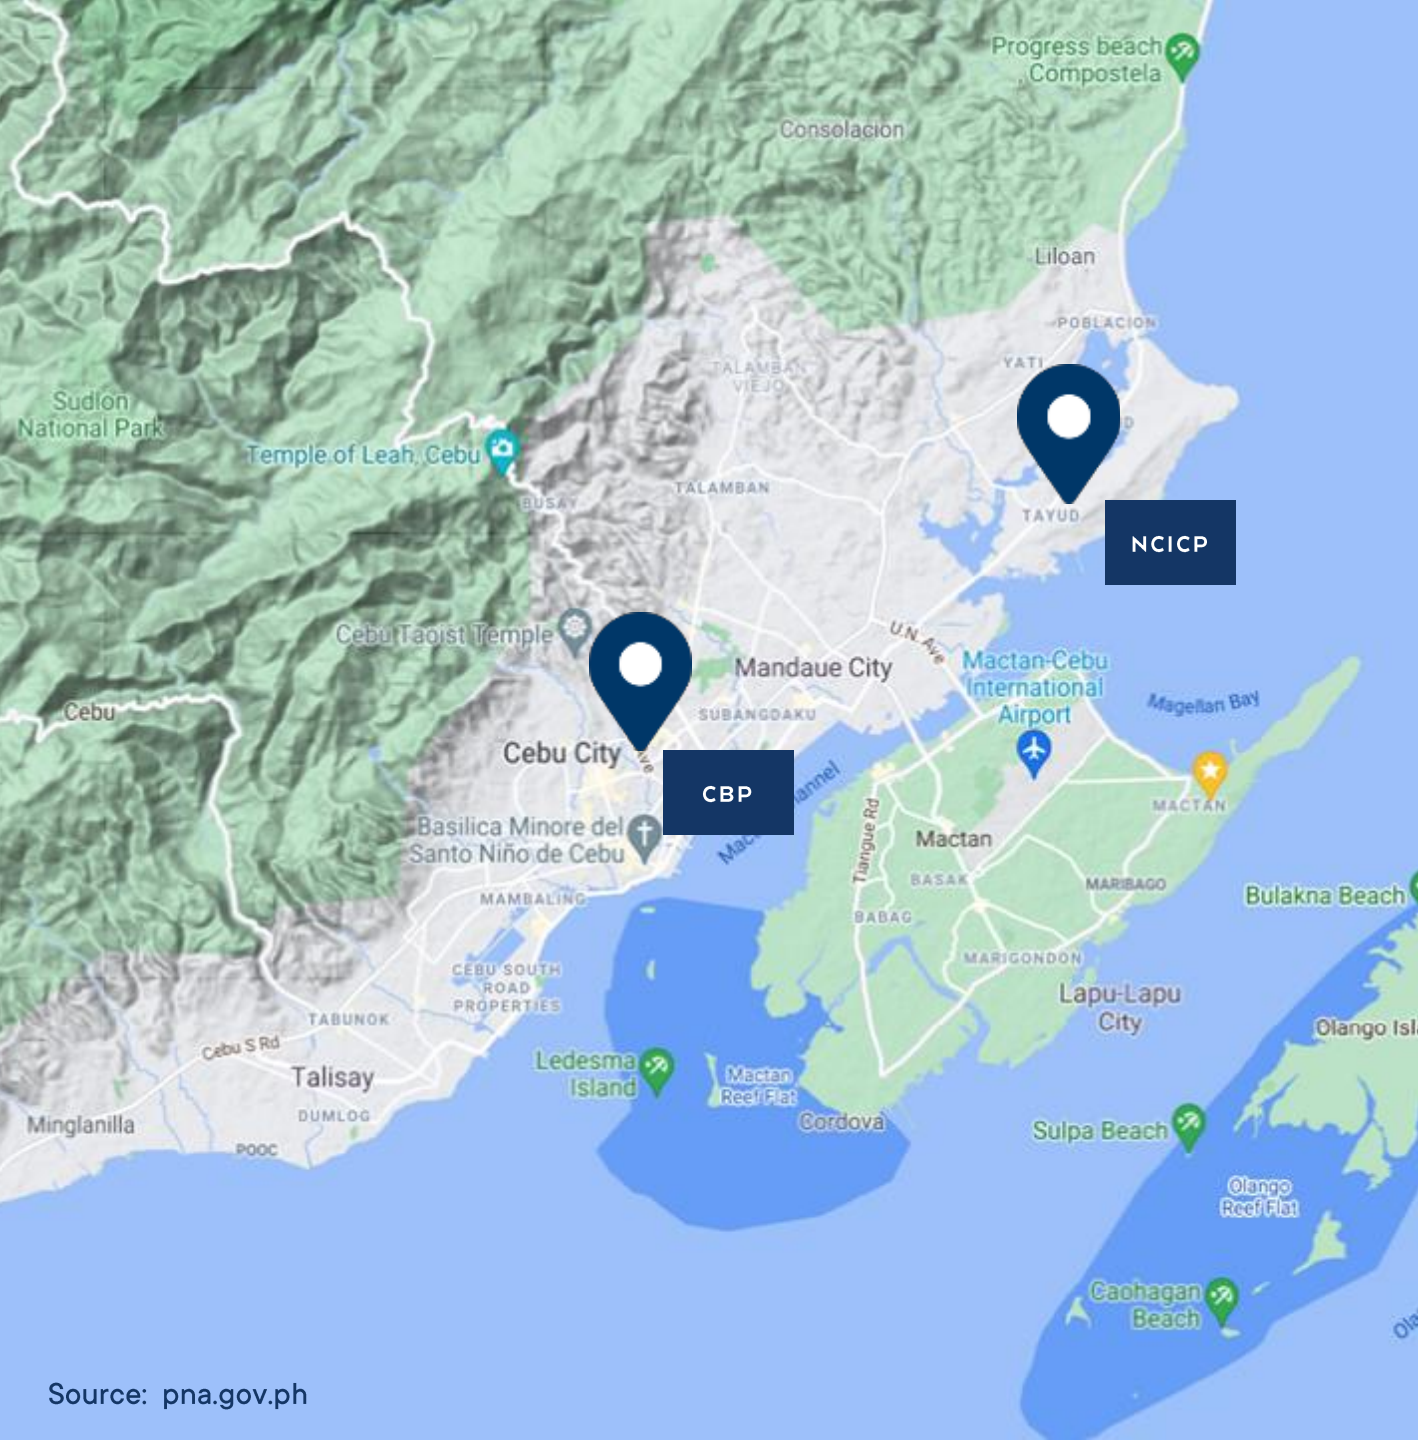 Progress beach
Compostela
Consolacion
Liloan
POBLACION
YATI
TALAMBAN
VIEJO
Sudlon
National Park
Temple of Leah, Cebu
BUSAY
TALAMBAN
TAYUD
NCICP
Cebu Taoist Temple
U.N. Ave
Mandaue City
Mactan-Cebu
International
Airport
Magellan Bay
Cebu
SUBANGDAKU
Cebu City
Ave
CBP
MACTAN
Tiangue Rd
Basilica Minore del
Santo Niño de Cebu
Mactan
BASAK
MARIBAGO
Bulakna Beach
MAMBALING
BABAG
MARIGONDON
CEBU SOUTH
ROAD
PROPERTIES
Lapu-Lapu
City
TABUNOK
Cebu S Rd
Olango Isl
Talisay
Ledesma
Island
Mactan
Reef Flat
DUMLOG
Cordova
Minglanilla
Sulpa Beach
POOC
Olango
Reef Flat
Caohagan
Beach
Source: pna.gov.ph